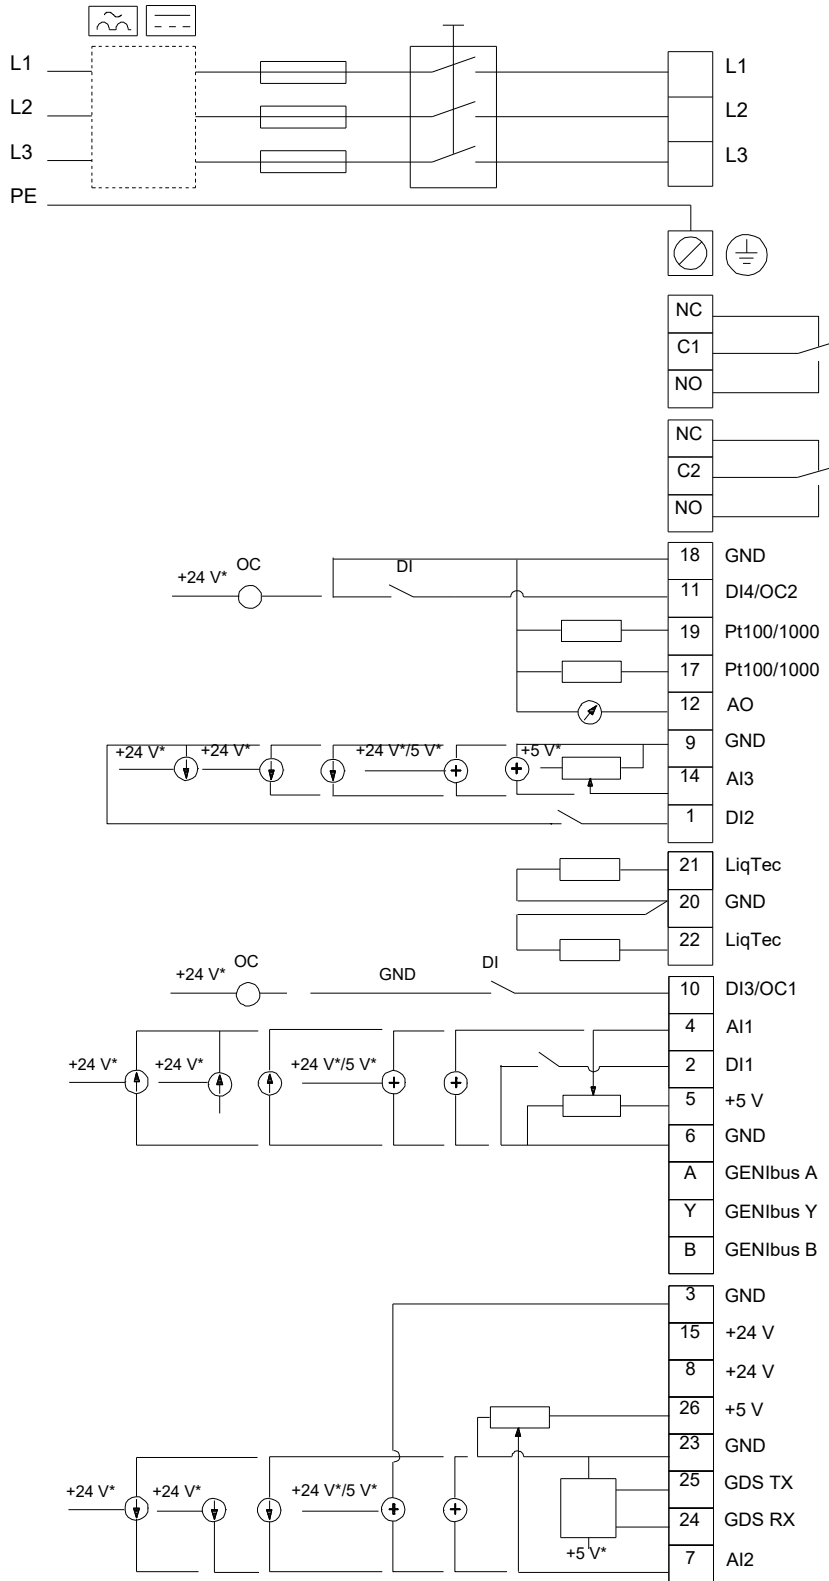 L1 L1
L2 L2
L3 L3
PE
NC
C1
NO
NC
C2
NO
+24 V* OC DI 18 GND
11 DI4/OC2
19 Pt100/1000
17 Pt100/1000
12 AO
+24 V* +24 V* +24 V*/5 V* +5 V* 9 GND
14 AI3
1 DI2
21 LiqTec
20 GND
22 LiqTec
+24 V* OC GND DI 10 DI3/OC1
4 AI1
+24 V* +24 V* +24 V*/5 V* 2 DI1
5 +5 V
6 GND
A GENIbus A
Y GENIbus Y
B GENIbus B
3 GND
15 +24 V
8 +24 V
26 +5 V
23 GND
+24 V* +24 V* +24 V*/5 V* 25 GDS TX
24 GDS RX
+5 V* 7 AI2